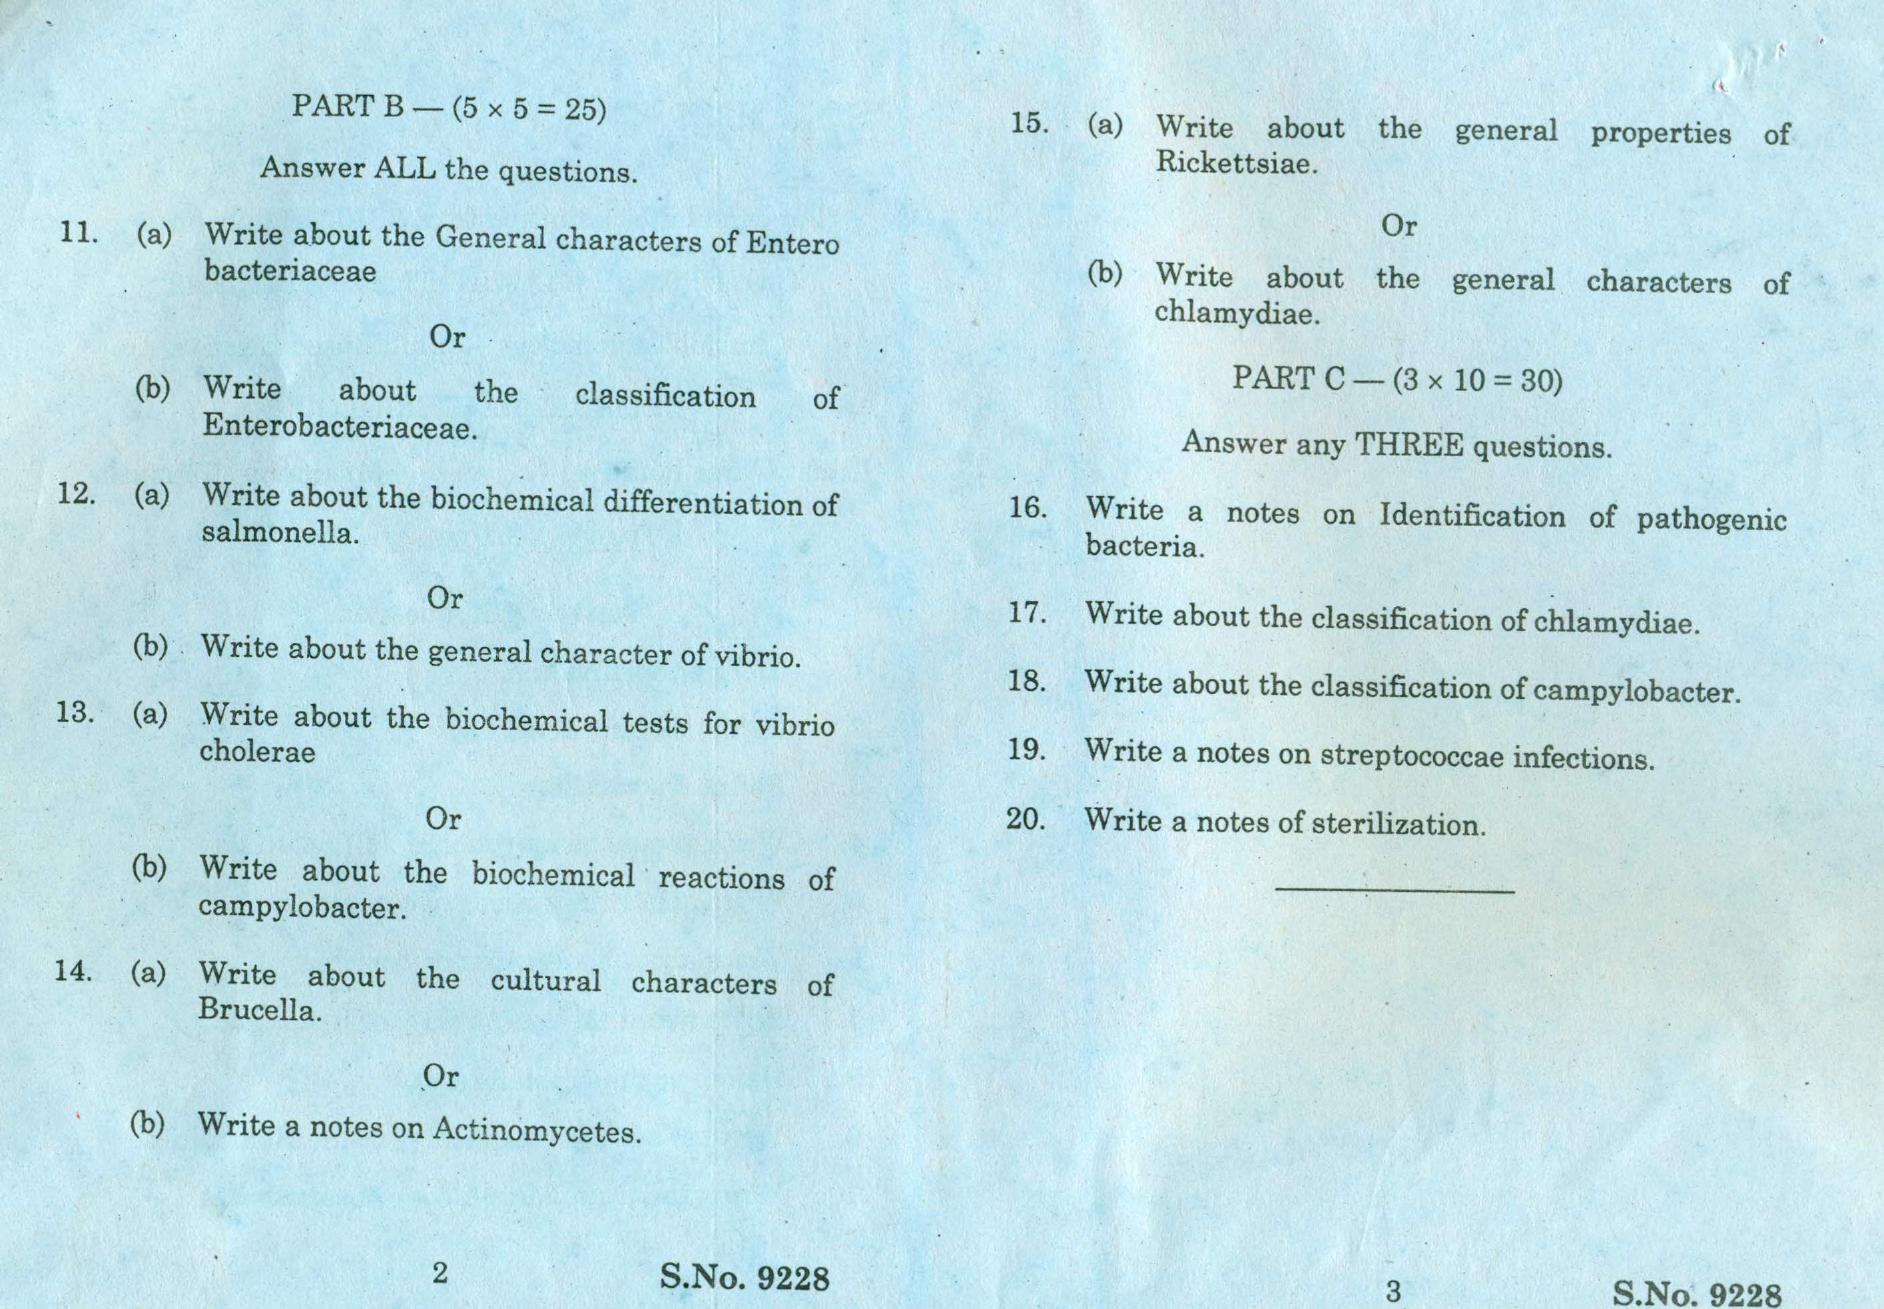 PART B — (5 × 5 = 25)
Answer ALL the questions.
11. (a) Write about the General characters of Entero
bacteriaceae
Or
(b) Write about the classification of
Enterobacteriaceae.
12. (a) Write about the biochemical differentiation of
salmonella.
Or
(b) Write about the general character of vibrio.
13. (a) Write about the biochemical tests for vibrio
cholerae
Or
(b) Write about the biochemical reactions of
campylobacter.
14. (a) Write about the cultural characters of
Brucella.
Or
(b) Write a notes on Actinomycetes.
2 S.No. 9228
15. (a) Write about the general properties of
Rickettsiae.
Or
(b) Write about the general characters of
chlamydiae.
PART C — (3 × 10 = 30)
Answer any THREE questions.
16. Write a notes on Identification of pathogenic
bacteria.
17. Write about the classification of chlamydiae.
18. Write about the classification of campylobacter.
19. Write a notes on streptococcae infections.
20. Write a notes of sterilization.
3 S.No. 9228